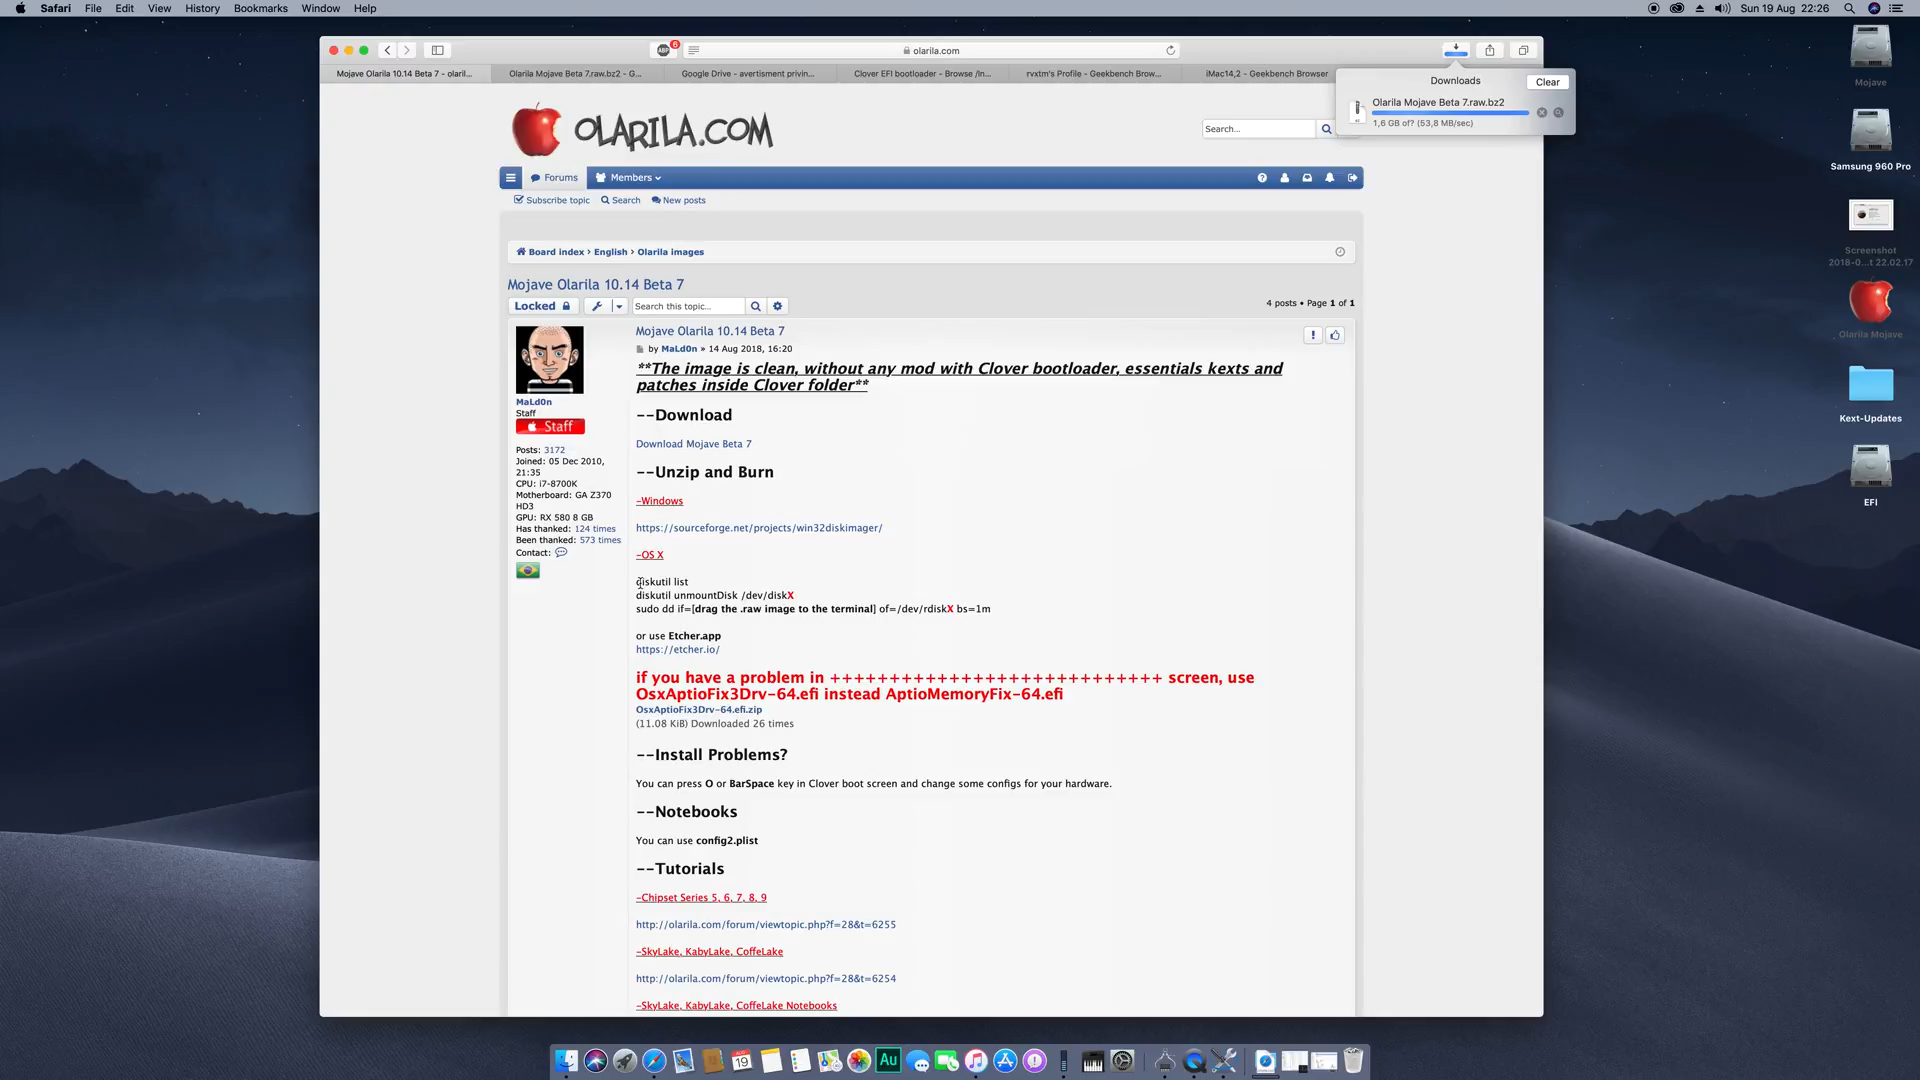 Safari File Edit View History Bookmarks Window Help
Sun 19 Aug 22:26
6
olarila.com
Mojave Olarila 10.14 Beta 7 - olaril...
Olarila Mojave Beta 7.raw.bz2 - G...
Google Drive - avertisment privin...
Clover EFI bootloader - Browse /In...
rvxtm's Profile - Geekbench Brow...
iMac14,2 - Geekbench Browser
Downloads
Clear
Olarila Mojave Beta 7.raw.bz2
1,6 GB of? (53,8 MB/sec)
OLARILA.COM
Search...
Forums Members
Subscribe topic Search New posts
Board index › English › Olarila images
Mojave Olarila 10.14 Beta 7
Locked
Search this topic...
4 posts • Page 1 of 1
MaLd0n
Staff
Staff
Posts: 3172
Joined: 05 Dec 2010,
21:35
CPU: i7-8700K
Motherboard: GA Z370
HD3
GPU: RX 580 8 GB
Has thanked: 124 times
Been thanked: 573 times
Contact:
Mojave Olarila 10.14 Beta 7
by MaLd0n » 14 Aug 2018, 16:20
**The image is clean, without any mod with Clover bootloader, essentials kexts and
patches inside Clover folder**
--Download
Download Mojave Beta 7
--Unzip and Burn
-Windows
https://sourceforge.net/projects/win32diskimager/
-OS X
diskutil list
diskutil unmountDisk /dev/diskX
sudo dd if=[drag the .raw image to the terminal] of=/dev/rdiskX bs=1m
or use Etcher.app
https://etcher.io/
if you have a problem in ++++++++++++++++++++++++++++ screen, use
OsxAptioFix3Drv-64.efi instead AptioMemoryFix-64.efi
OsxAptioFix3Drv-64.efi.zip
(11.08 KiB) Downloaded 26 times
--Install Problems?
You can press O or BarSpace key in Clover boot screen and change some configs for your hardware.
--Notebooks
You can use config2.plist
--Tutorials
-Chipset Series 5, 6, 7, 8, 9
http://olarila.com/forum/viewtopic.php?f=28&t=6255
-SkyLake, KabyLake, CoffeLake
http://olarila.com/forum/viewtopic.php?f=28&t=6254
-SkyLake, KabyLake, CoffeLake Notebooks
Mojave
Samsung 960 Pro
Screenshot
2018-0...t 22.02.17
Olarila Mojave
Kext-Updates
EFI
AUG
19
Au